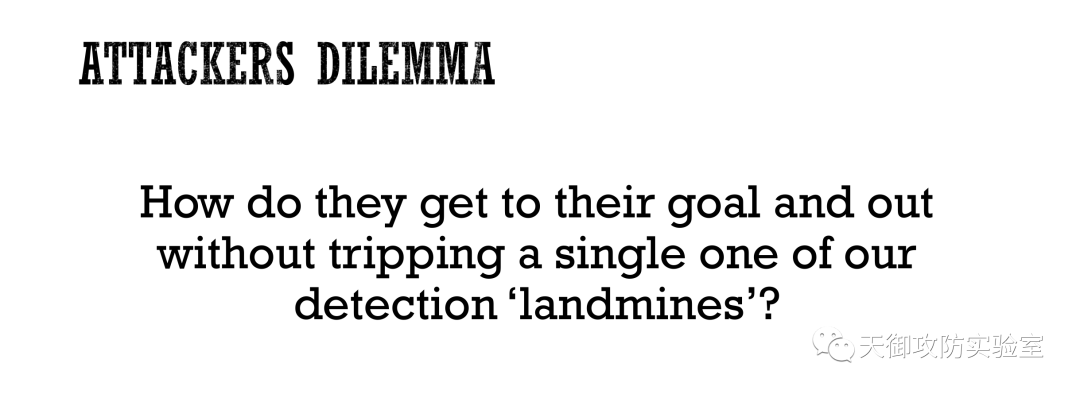 ATTACKERS DILEMMA
How do they get to their goal and out
without tripping a single one of our
detection ‘landmines’?
天御攻防实验室